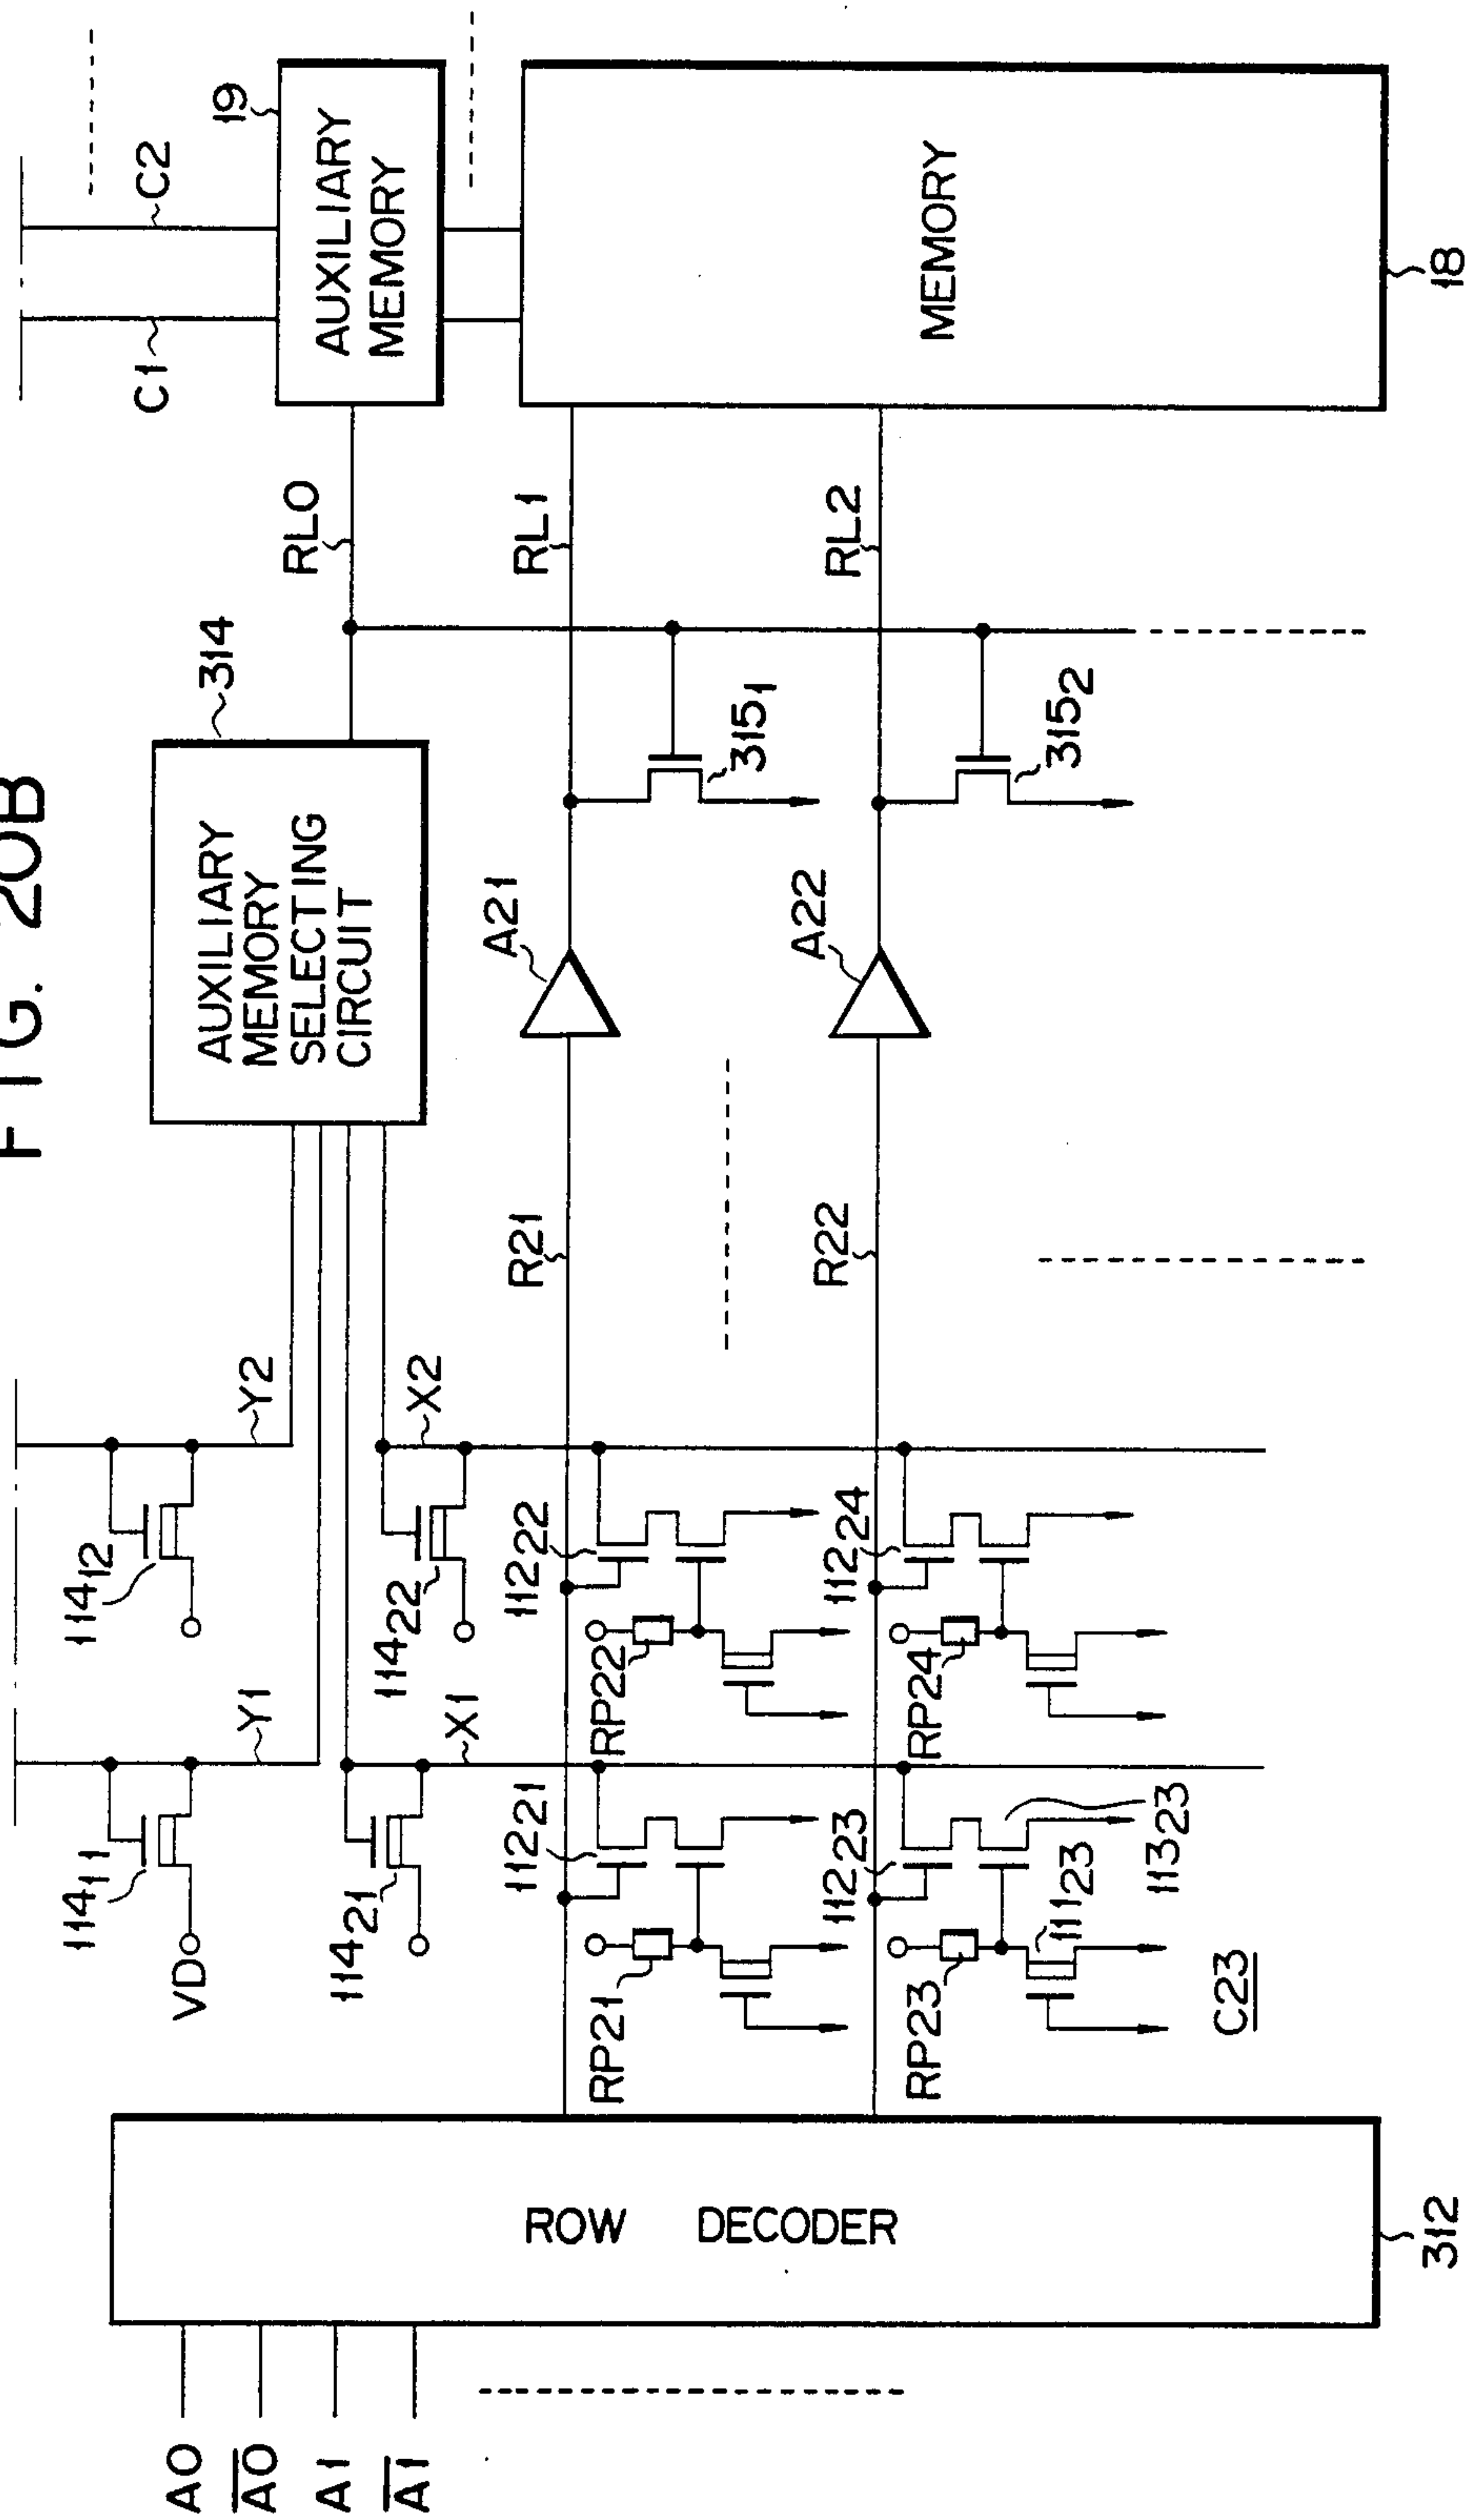 FIG. 20B
A0
A0
A1
A1
ROW DECODER
312
VD
114₁₁
Y1
114₁₂
Y2
114₂₁
X1
114₂₂
X2
RP21
112₂₁
RP22
112₂₂
R21
RP23
112₂₃
111₂₃
113₂₃
C23
RP24
112₂₄
R22
AUXILIARY
MEMORY
SELECTING
CIRCUIT
314
A21
A22
315₁
315₂
RL0
RL1
RL2
C1
C2
19
AUXILIARY
MEMORY
MEMORY
18